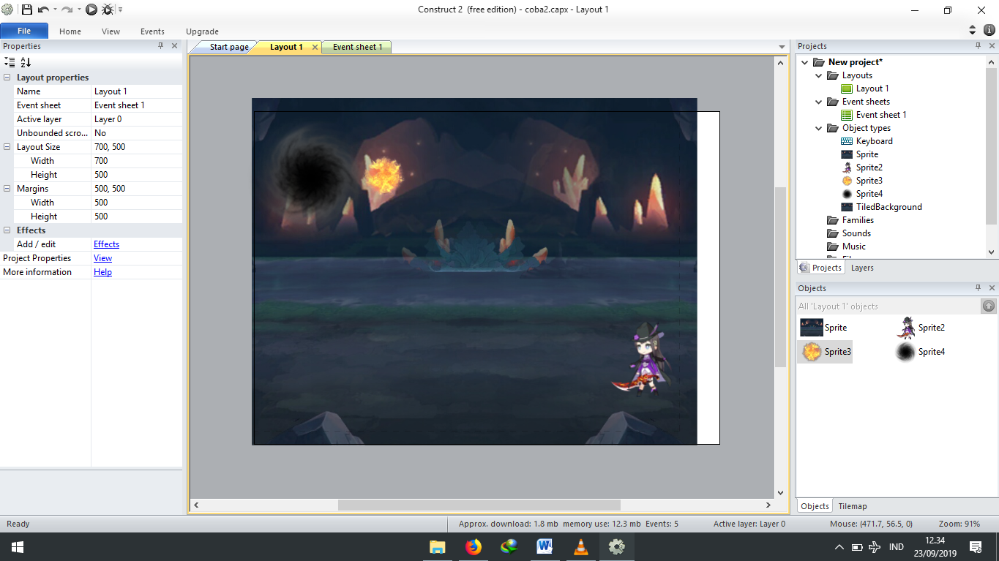 Construct 2 (free edition) - coba2.capx - Layout 1
File Home View Events Upgrade
Properties
Layout properties
Name Layout 1
Event sheet Event sheet 1
Active layer Layer 0
Unbounded scro... No
Layout Size 700, 500
Width 700
Height 500
Margins 500, 500
Width 500
Height 500
Effects
Add / edit Effects
Project Properties View
More information Help
Start page Layout 1 Event sheet 1
Projects
New project*
Layouts
Layout 1
Event sheets
Event sheet 1
Object types
Keyboard
Sprite
Sprite2
Sprite3
Sprite4
TiledBackground
Families
Sounds
Music
Projects Layers
Objects
All 'Layout 1' objects
Sprite Sprite2
Sprite3 Sprite4
Objects Tilemap
Ready Approx. download: 1.8 mb memory use: 12.3 mb Events: 5 Active layer: Layer 0 Mouse: (471.7, 56.5, 0) Zoom: 91%
IND
12.34
23/09/2019